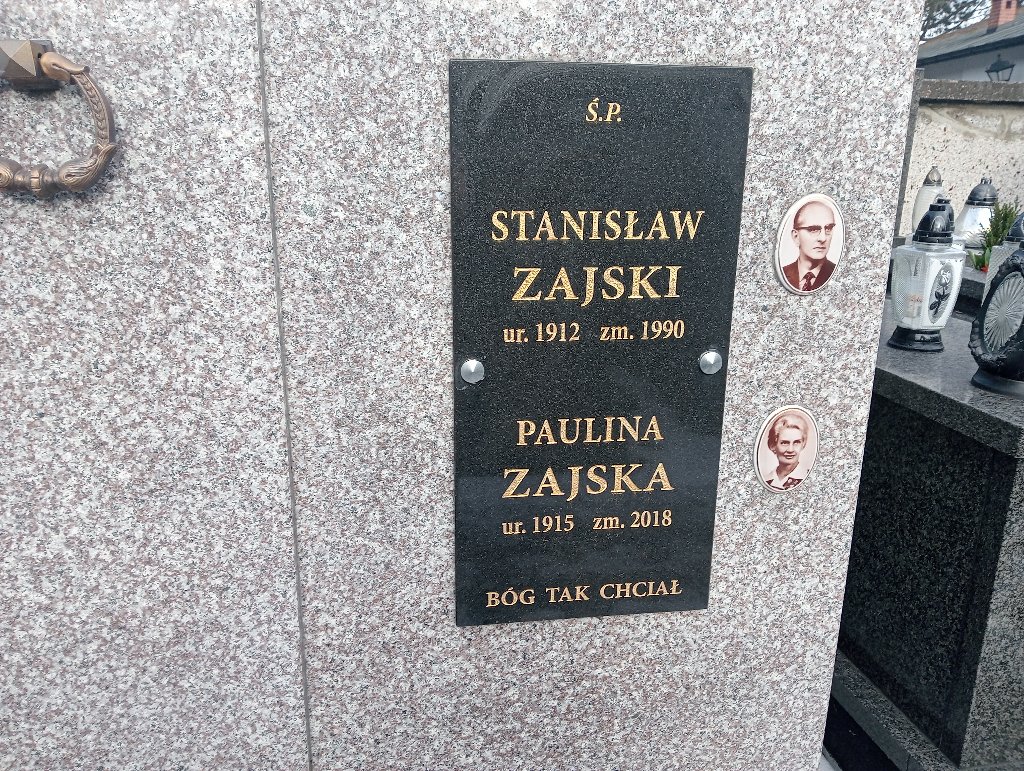 Ś.P.
STANISŁAW
ZAJSKI
ur. 1912 zm. 1990
PAULINA
ZAJSKA
ur. 1915 zm. 2018
BÓG TAK CHCIAŁ